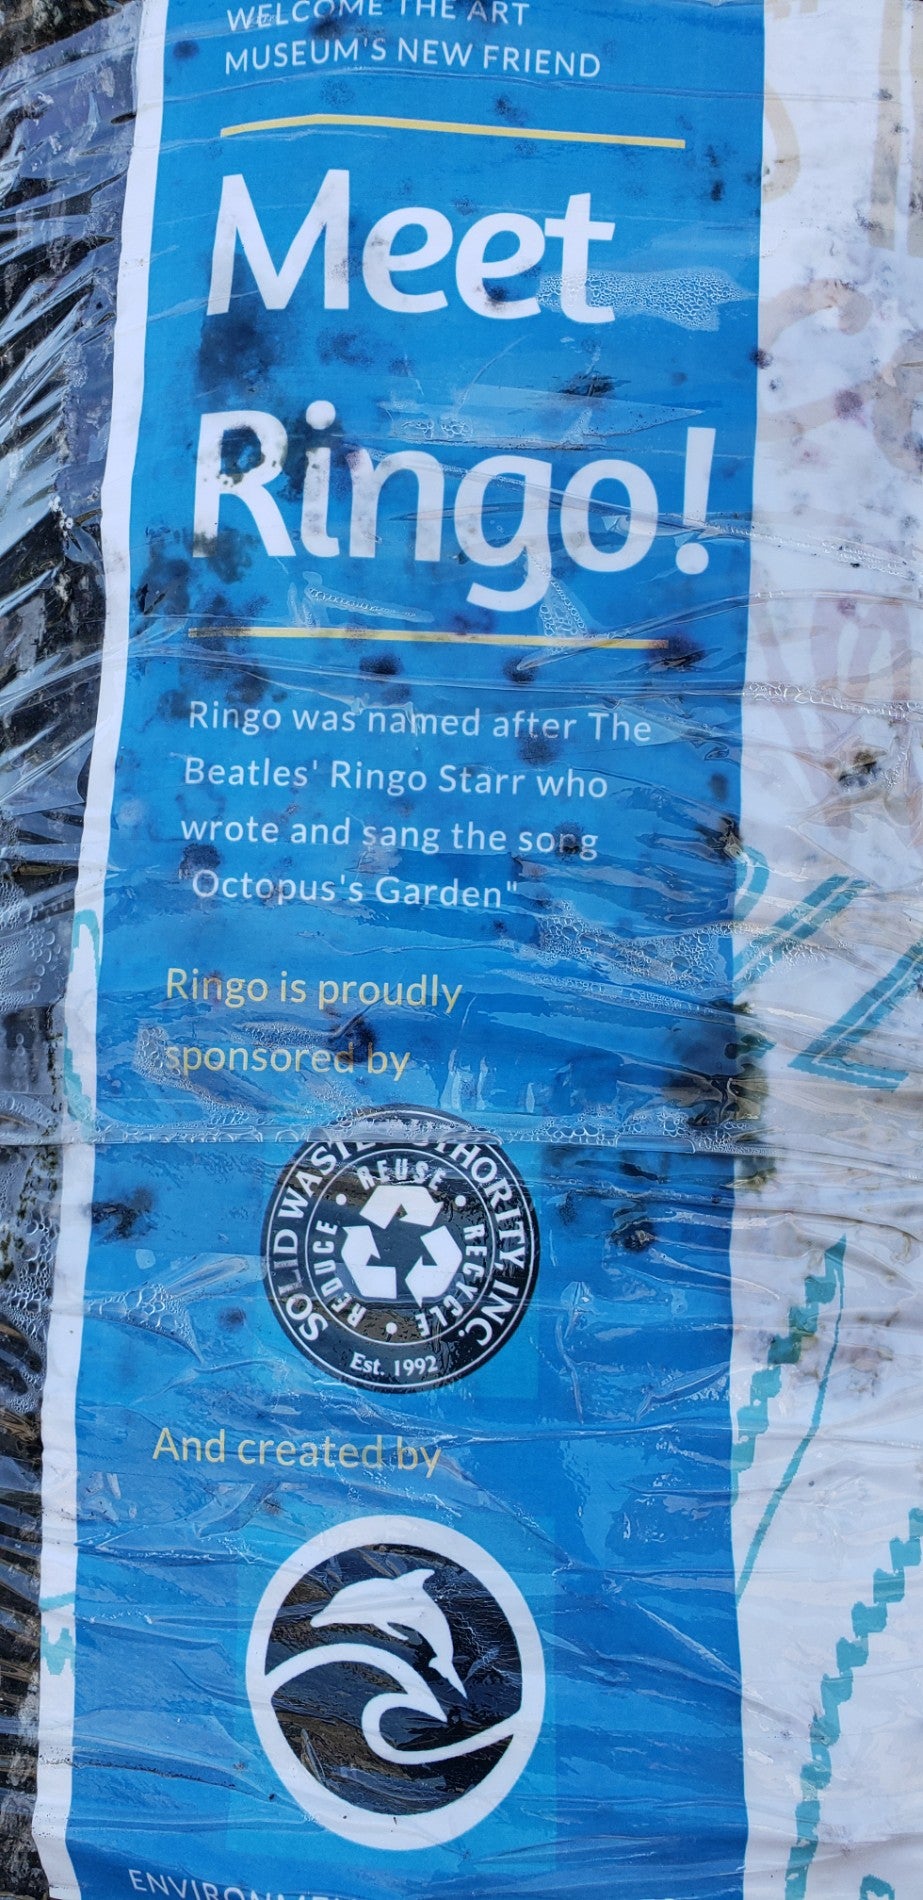 WELCOME THE ART
MUSEUM'S NEW FRIEND
Meet
Ringo!
Ringo was named after The
Beatles' Ringo Starr who
wrote and sang the song
"Octopus's Garden"
Ringo is proudly
sponsored by
SOLID WASTE AUTHORITY, INC.
REDUCE • REUSE • RECYCLE •
Est. 1992
And created by